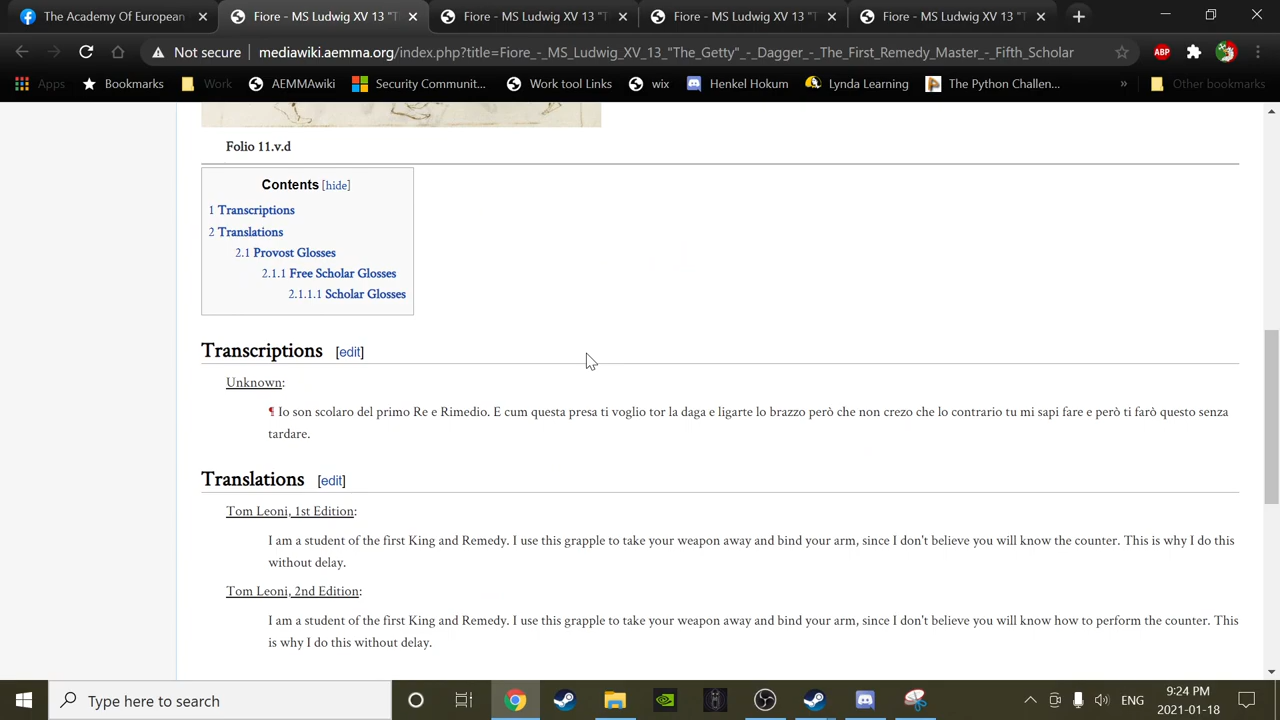 The Academy Of European
Fiore - MS Ludwig XV 13 "T
Fiore - MS Ludwig XV 13 "T
Fiore - MS Ludwig XV 13 "T
Fiore - MS Ludwig XV 13 "T
Not secure
mediawiki.aemma.org/index.php?title=Fiore_-_MS_Ludwig_XV_13_"The_Getty"_-_Dagger_-_The_First_Remedy_Master_-_Fifth_Scholar
ABP
Apps
Bookmarks
Work
AEMMAwiki
Security Communit...
Work tool Links
wix
Henkel Hokum
Lynda Learning
The Python Challen...
»
Other bookmarks
Folio 11.v.d
Contents [hide]
1 Transcriptions
2 Translations
2.1 Provost Glosses
2.1.1 Free Scholar Glosses
2.1.1.1 Scholar Glosses
Transcriptions [edit]
Unknown:
¶ Io son scolaro del primo Re e Rimedio. E cum questa presa ti voglio tor la daga e ligarte lo brazzo però che non crezo che lo contrario tu mi sapi fare e però ti farò questo senza
tardare.
Translations [edit]
Tom Leoni, 1st Edition:
I am a student of the first King and Remedy. I use this grapple to take your weapon away and bind your arm, since I don't believe you will know the counter. This is why I do this
without delay.
Tom Leoni, 2nd Edition:
I am a student of the first King and Remedy. I use this grapple to take your weapon away and bind your arm, since I don't believe you will know how to perform the counter. This
is why I do this without delay.
Type here to search
ENG
9:24 PM
2021-01-18